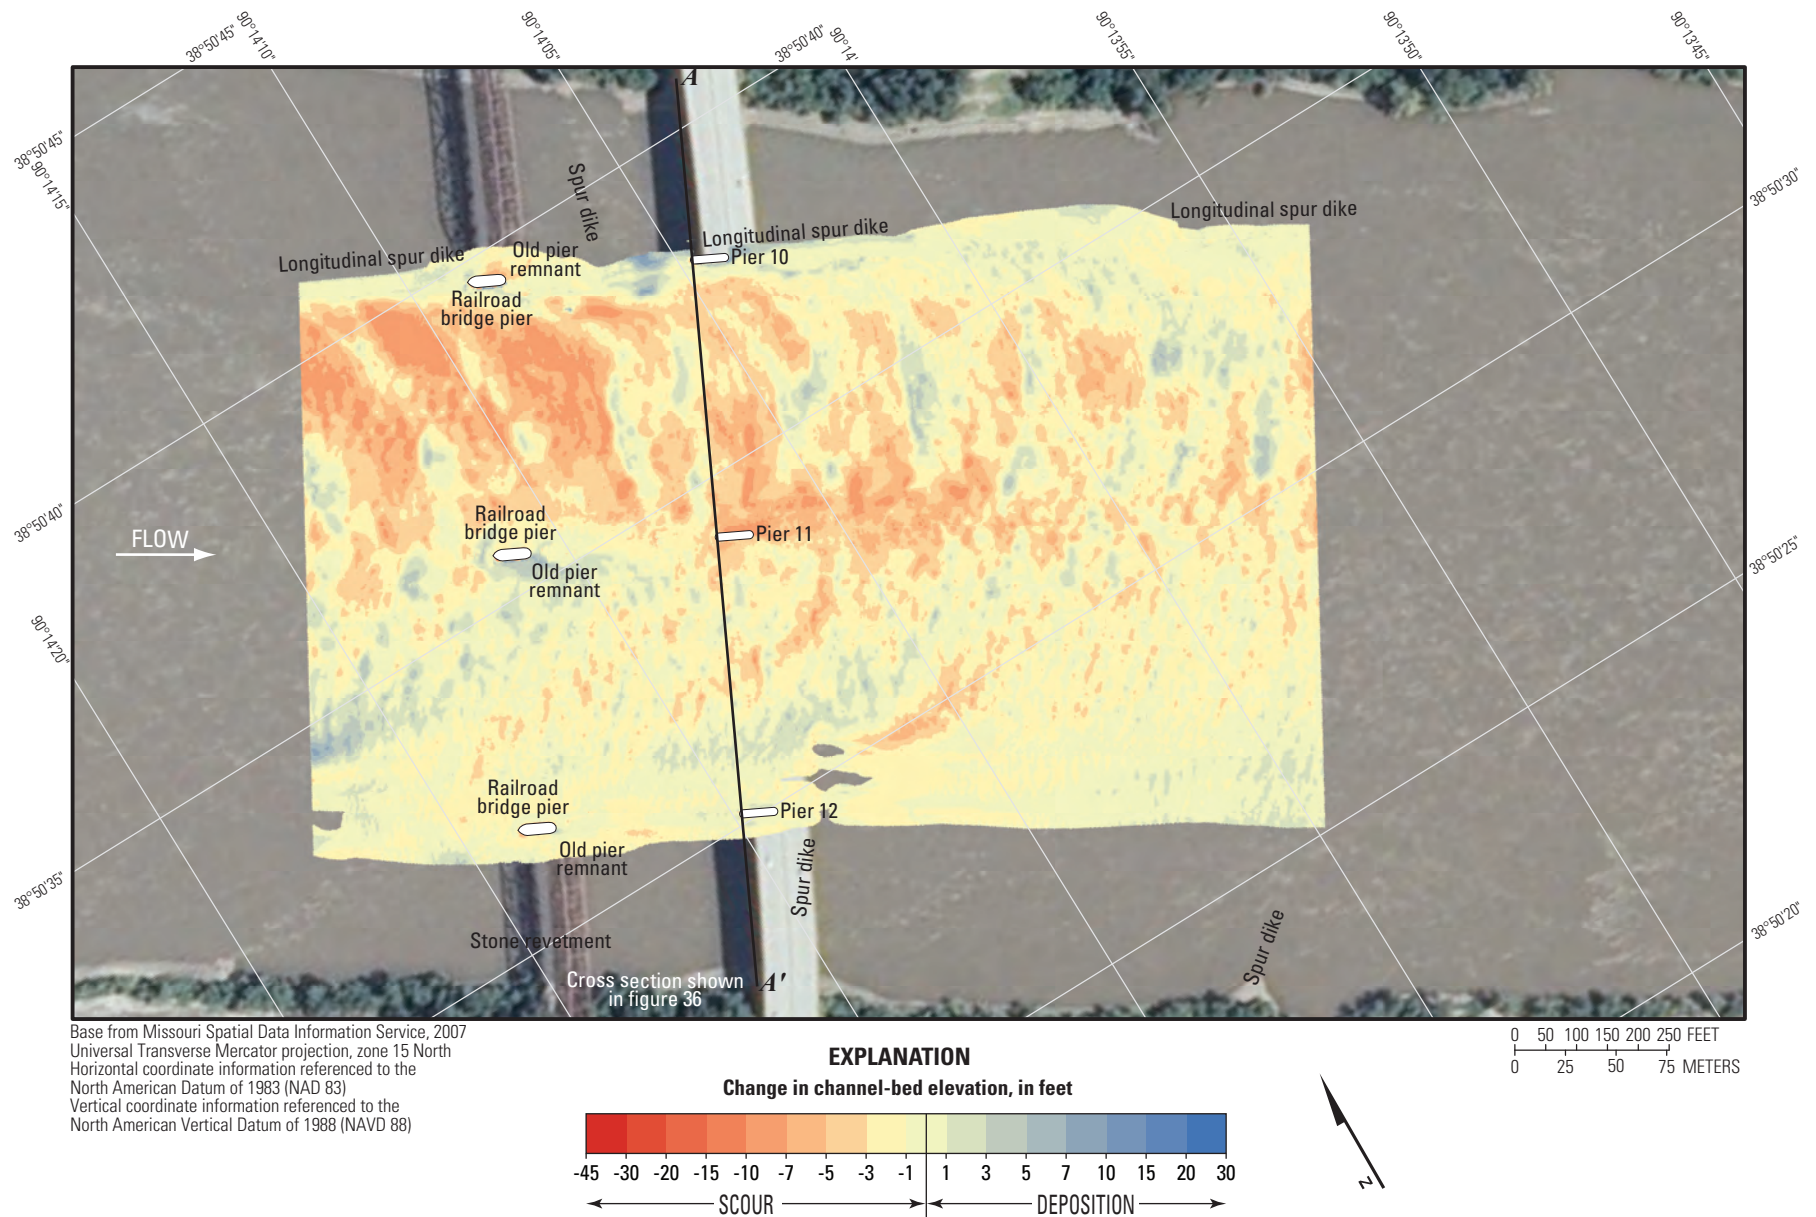 38°50'45"
90°14'10"
90°14'05"
38°50'40"
90°14'
90°13'55"
90°13'50"
90°13'45"
38°50'45"
90°14'15"
38°50'30"
A
Spur dike
Longitudinal spur dike
Longitudinal spur dike
Longitudinal spur dike
Old pier
remnant
Pier 10
Railroad
bridge pier
38°50'40"
FLOW
Railroad
bridge pier
Pier 11
Old pier
remnant
38°50'25"
90°14'20"
Railroad
bridge pier
Pier 12
Old pier
remnant
Spur dike
38°50'35"
38°50'20"
Stone revetment
Spur dike
Cross section shown
in figure 36
A'
Base from Missouri Spatial Data Information Service, 2007
Universal Transverse Mercator projection, zone 15 North
Horizontal coordinate information referenced to the
North American Datum of 1983 (NAD 83)
Vertical coordinate information referenced to the
North American Vertical Datum of 1988 (NAVD 88)
0 50 100 150 200 250 FEET
0 25 50 75 METERS
EXPLANATION
Change in channel-bed elevation, in feet
-45 -30 -20 -15 -10 -7 -5 -3 -1 1 3 5 7 10 15 20 30
SCOUR DEPOSITION
N